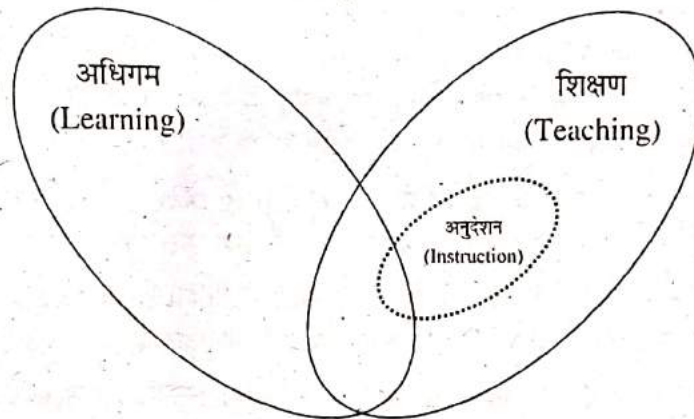 अधिगम
(Learning)
शिक्षण
(Teaching)
अनुदेशन
(Instruction)